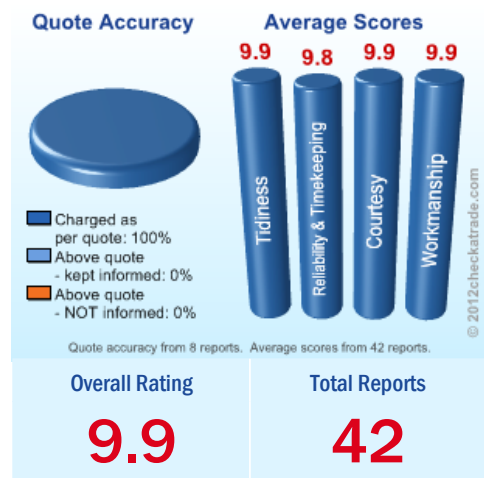 Quote Accuracy
Average Scores
9.9
9.8
9.9
9.9
Tidiness
Reliability & Timekeeping
Courtesy
Workmanship
Charged as
per quote: 100%
Above quote
- kept informed: 0%
Above quote
- NOT informed: 0%
© 2012checkatrade.com
Quote accuracy from 8 reports. Average scores from 42 reports.
Overall Rating
Total Reports
9.9
42